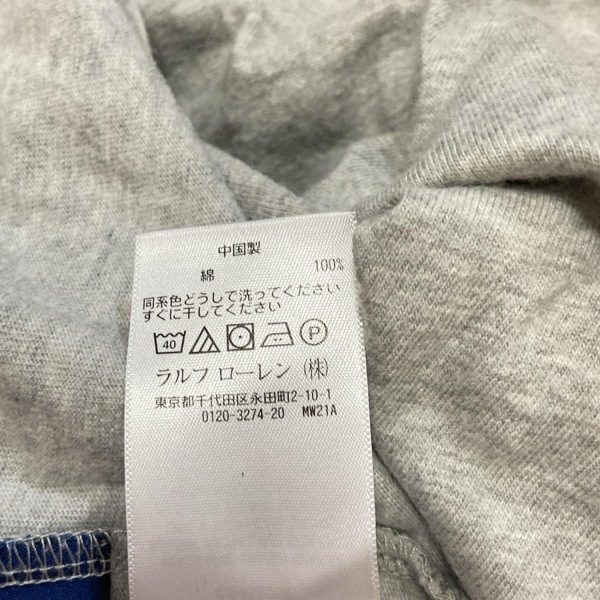 中国製
綿 100%
同系色どうして洗ってください
すぐに干してください
40 P
ラルフ ローレン (株)
東京都千代田区永田町2-10-1
0120-3274-20 MW21A